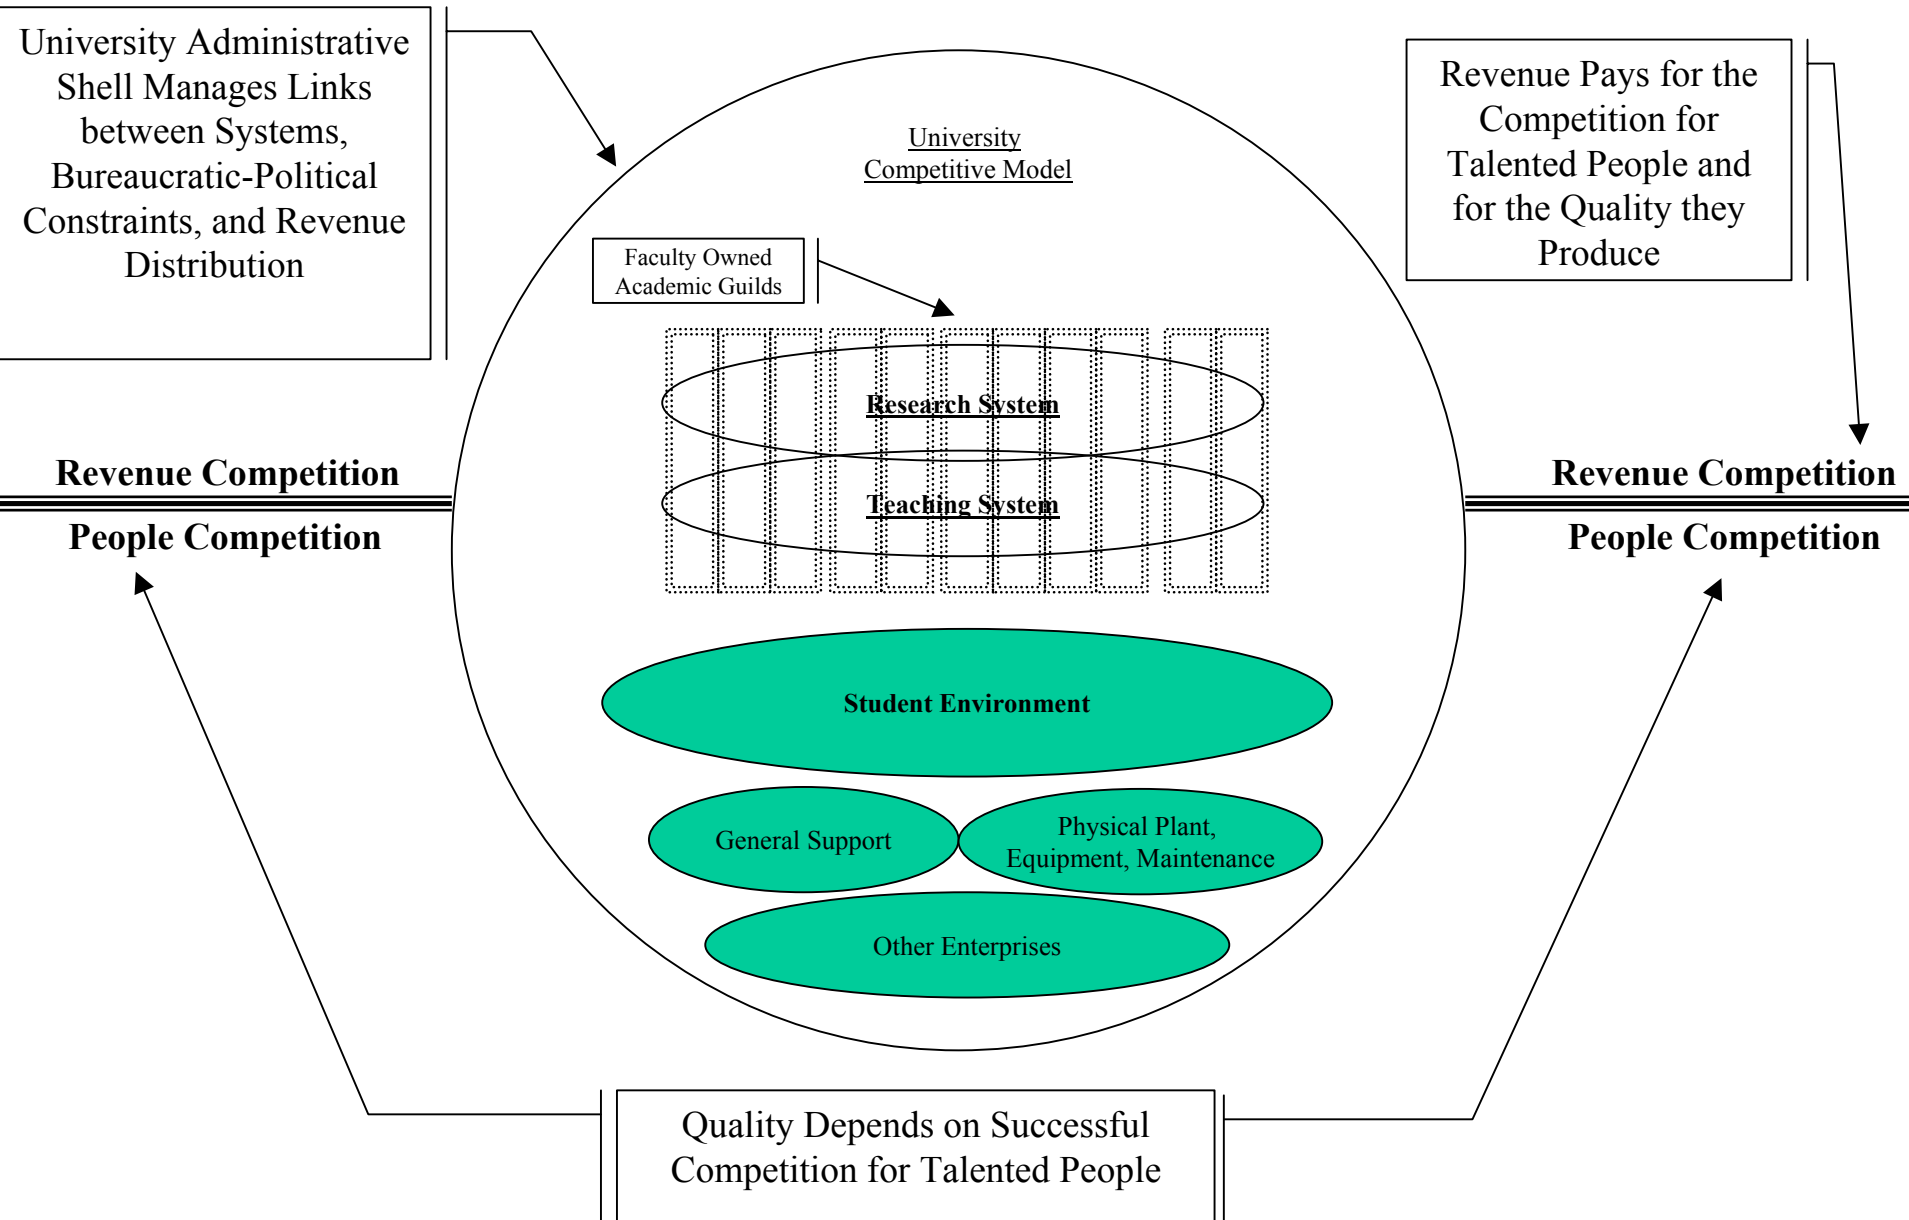 University Administrative
Shell Manages Links
between Systems,
Bureaucratic-Political
Constraints, and Revenue
Distribution
Revenue Pays for the
Competition for
Talented People and
for the Quality they
Produce
University
Competitive Model
Faculty Owned
Academic Guilds
Research System
Teaching System
Revenue Competition
People Competition
Revenue Competition
People Competition
Student Environment
General Support
Physical Plant,
Equipment, Maintenance
Other Enterprises
Quality Depends on Successful
Competition for Talented People